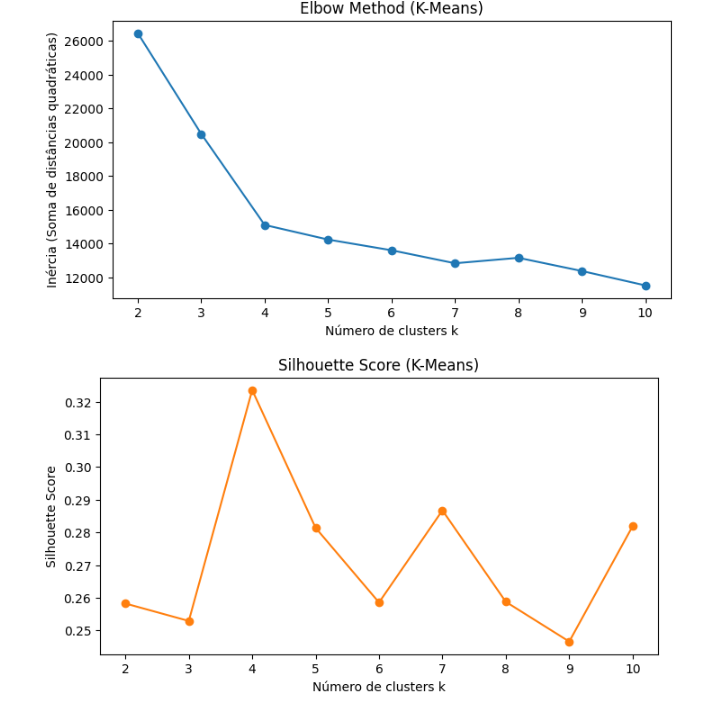 Elbow Method (K-Means)
26000
24000
22000
20000
18000
16000
14000
12000
Inércia (Soma de distâncias quadráticas)
2 3 4 5 6 7 8 9 10
Número de clusters k
Silhouette Score (K-Means)
0.32
0.31
0.30
0.29
0.28
0.27
0.26
0.25
Silhouette Score
2 3 4 5 6 7 8 9 10
Número de clusters k